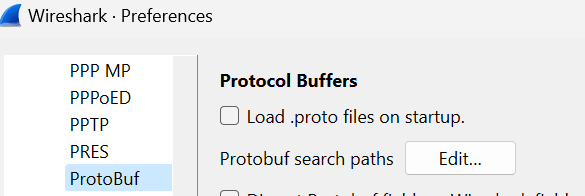 Wireshark · Preferences
PPP MP
PPPoED
PPTP
PRES
ProtoBuf
Protocol Buffers
Load .proto files on startup.
Protobuf search paths
Edit...